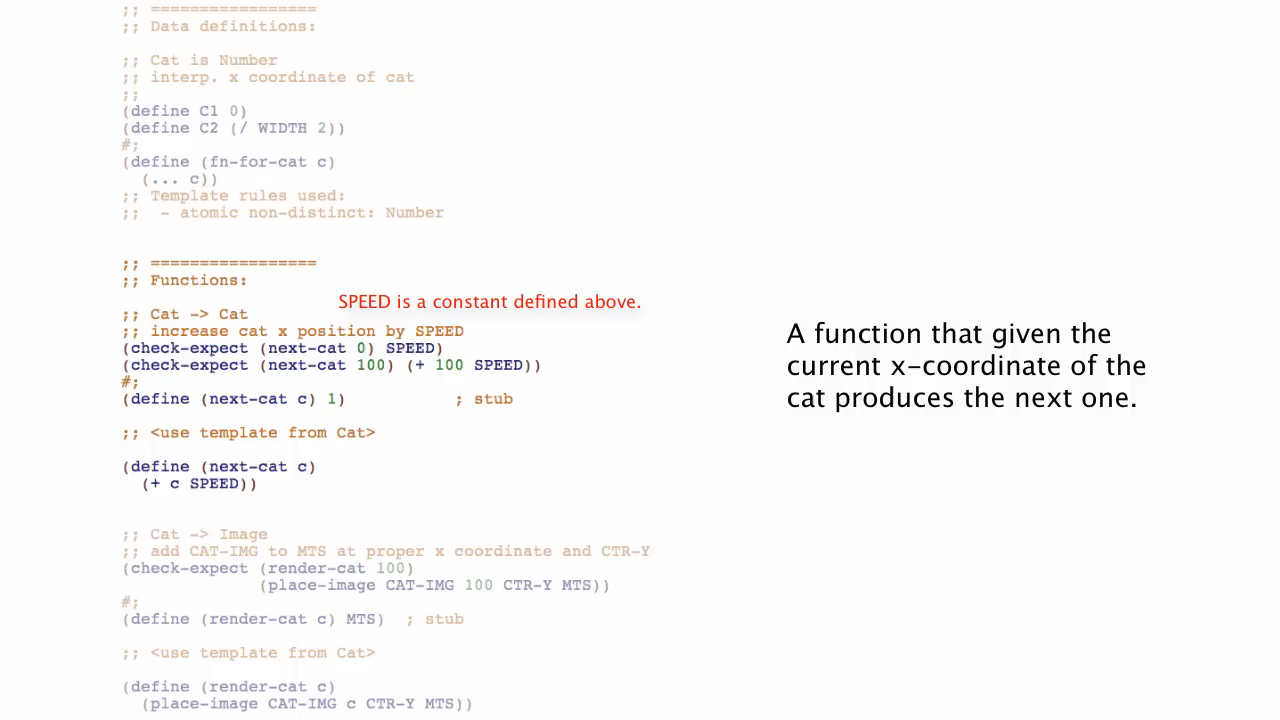 ;; =================
;; Data definitions:
;; Cat is Number
;; interp. x coordinate of cat
;;
(define C1 0)
(define C2 (/ WIDTH 2))
#;
(define (fn-for-cat c)
(... c))
;; Template rules used:
;; - atomic non-distinct: Number
;; =================
;; Functions:
SPEED is a constant defined above.
;; Cat -> Cat
;; increase cat x position by SPEED
(check-expect (next-cat 0) SPEED)
(check-expect (next-cat 100) (+ 100 SPEED))
#;
(define (next-cat c) 1) ; stub
;; <use template from Cat>
(define (next-cat c)
(+ c SPEED))
;; Cat -> Image
;; add CAT-IMG to MTS at proper x coordinate and CTR-Y
(check-expect (render-cat 100)
(place-image CAT-IMG 100 CTR-Y MTS))
#;
(define (render-cat c) MTS) ; stub
;; <use template from Cat>
(define (render-cat c)
(place-image CAT-IMG c CTR-Y MTS))
A function that given the
current x-coordinate of the
cat produces the next one.